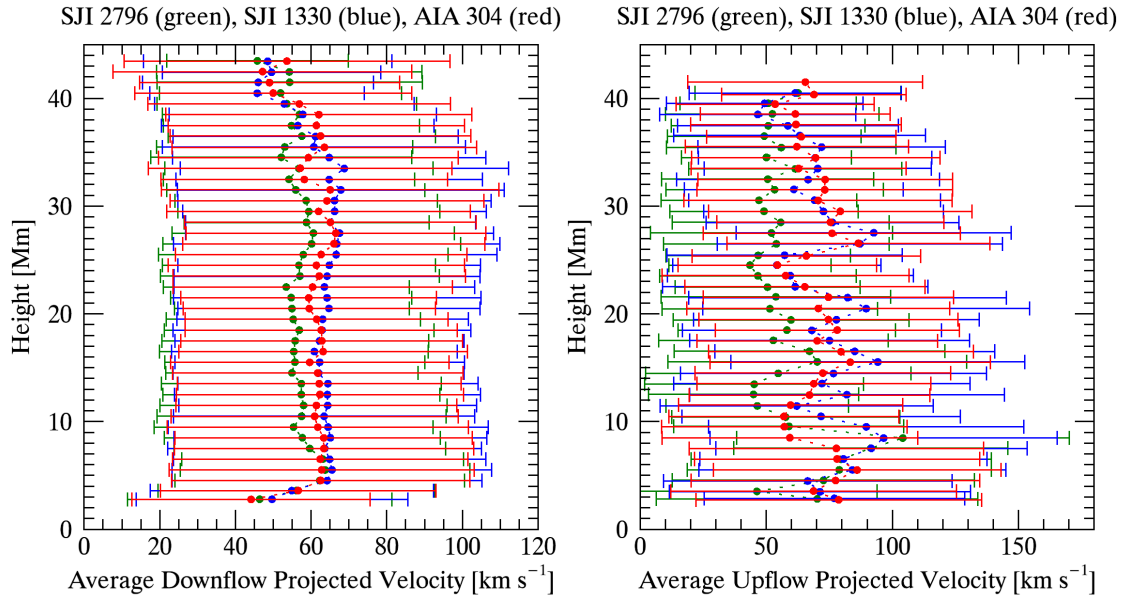 SJI 2796 (green), SJI 1330 (blue), AIA 304 (red)
Height [Mm]
40
30
20
10
0
0 20 40 60 80 100 120
Average Downflow Projected Velocity [km s⁻¹]
SJI 2796 (green), SJI 1330 (blue), AIA 304 (red)
Height [Mm]
40
30
20
10
0
0 50 100 150
Average Upflow Projected Velocity [km s⁻¹]